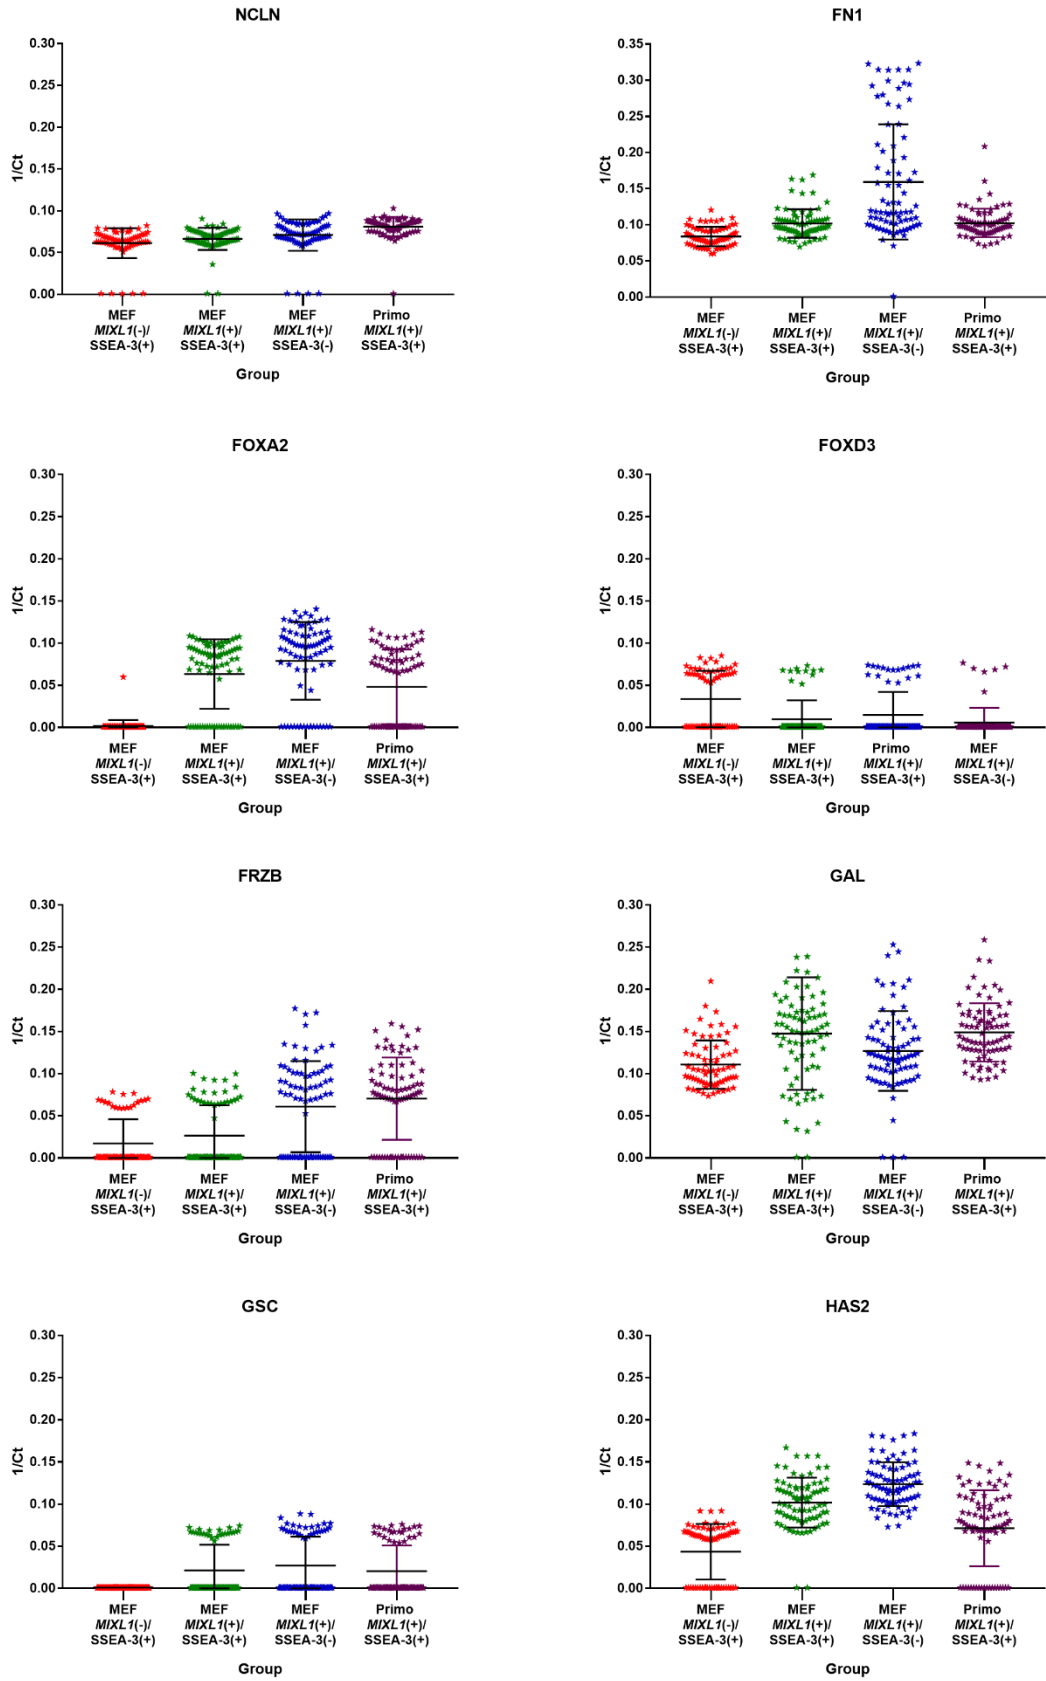 NCLN
0.30
0.25
0.20
0.15
0.10
0.05
0.00
1/Ct
MEF MEF MEF Primo
MIXL1(-)/ MIXL1(+)/ MIXL1(+)/ MIXL1(+)/
SSEA-3(+) SSEA-3(+) SSEA-3(-) SSEA-3(+)
Group
FN1
0.35
0.30
0.25
0.20
0.15
0.10
0.05
0.00
1/Ct
MEF MEF MEF Primo
MIXL1(-)/ MIXL1(+)/ MIXL1(+)/ MIXL1(+)/
SSEA-3(+) SSEA-3(+) SSEA-3(-) SSEA-3(+)
Group
FOXA2
0.30
0.25
0.20
0.15
0.10
0.05
0.00
1/Ct
MEF MEF MEF Primo
MIXL1(-)/ MIXL1(+)/ MIXL1(+)/ MIXL1(+)/
SSEA-3(+) SSEA-3(+) SSEA-3(-) SSEA-3(+)
Group
FOXD3
0.30
0.25
0.20
0.15
0.10
0.05
0.00
1/Ct
MEF MEF Primo MEF
MIXL1(-)/ MIXL1(+)/ MIXL1(+)/ MIXL1(+)/
SSEA-3(+) SSEA-3(+) SSEA-3(+) SSEA-3(-)
Group
FRZB
0.30
0.25
0.20
0.15
0.10
0.05
0.00
1/Ct
MEF MEF MEF Primo
MIXL1(-)/ MIXL1(+)/ MIXL1(+)/ MIXL1(+)/
SSEA-3(+) SSEA-3(+) SSEA-3(-) SSEA-3(+)
Group
GAL
0.30
0.25
0.20
0.15
0.10
0.05
0.00
1/Ct
MEF MEF MEF Primo
MIXL1(-)/ MIXL1(+)/ MIXL1(+)/ MIXL1(+)/
SSEA-3(+) SSEA-3(+) SSEA-3(-) SSEA-3(+)
Group
GSC
0.30
0.25
0.20
0.15
0.10
0.05
0.00
1/Ct
MEF MEF MEF Primo
MIXL1(-)/ MIXL1(+)/ MIXL1(+)/ MIXL1(+)/
SSEA-3(+) SSEA-3(+) SSEA-3(-) SSEA-3(+)
Group
HAS2
0.30
0.25
0.20
0.15
0.10
0.05
0.00
1/Ct
MEF MEF MEF Primo
MIXL1(-)/ MIXL1(+)/ MIXL1(+)/ MIXL1(+)/
SSEA-3(+) SSEA-3(+) SSEA-3(-) SSEA-3(+)
Group